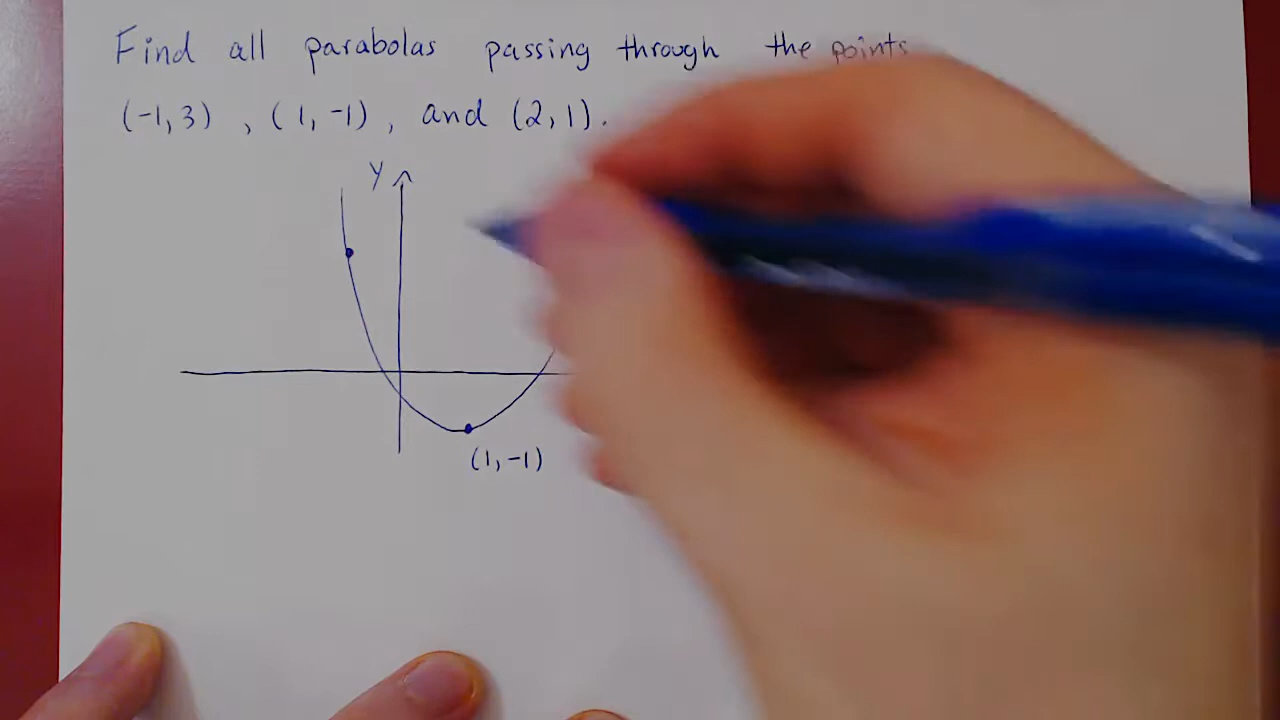 Find all parabolas passing through the points
(-1,3) , (1,-1) , and (2,1).
y
(1,-1)